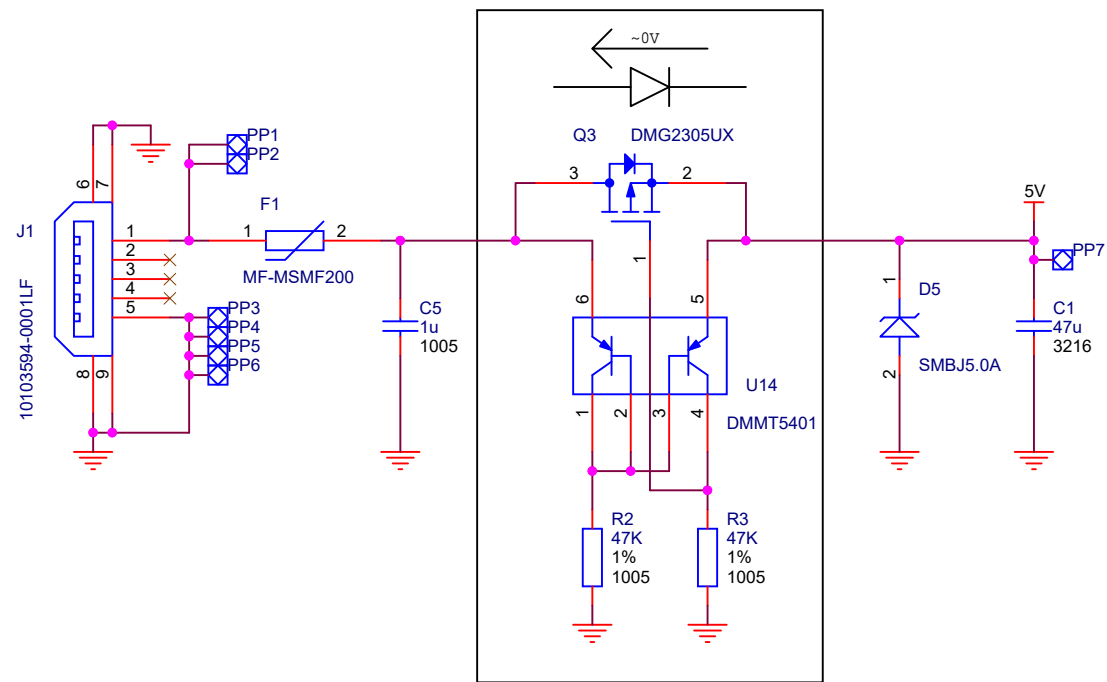 ~0V
Q3 DMG2305UX
PP1
PP2
6
7
3
2
5V
J1
F1
1
1
2
PP7
2
3
4
5
MF-MSMF200
1
PP3
PP4
PP5
PP6
C5
1u
1005
6
5
1
D5
C1
47u
3216
2
SMBJ5.0A
8
9
10103594-0001LF
1
2
3
4
U14
DMMT5401
R2
47K
1%
1005
R3
47K
1%
1005